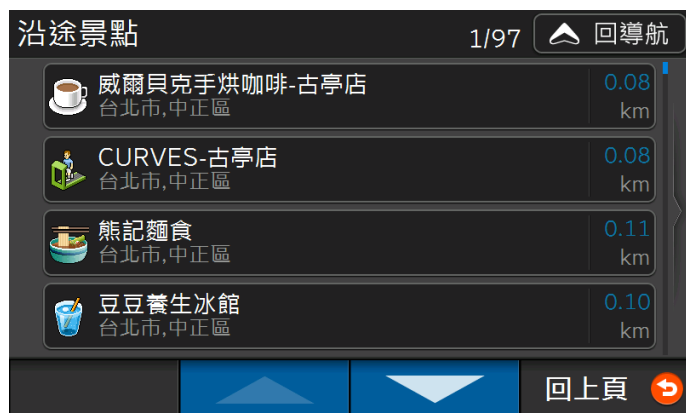 沿途景點 1/97 回導航
威爾貝克手烘咖啡-古亭店 0.08
台北市,中正區 km
CURVES-古亭店 0.08
台北市,中正區 km
熊記麵食 0.11
台北市,中正區 km
豆豆養生冰館 0.10
台北市,中正區 km
回上頁